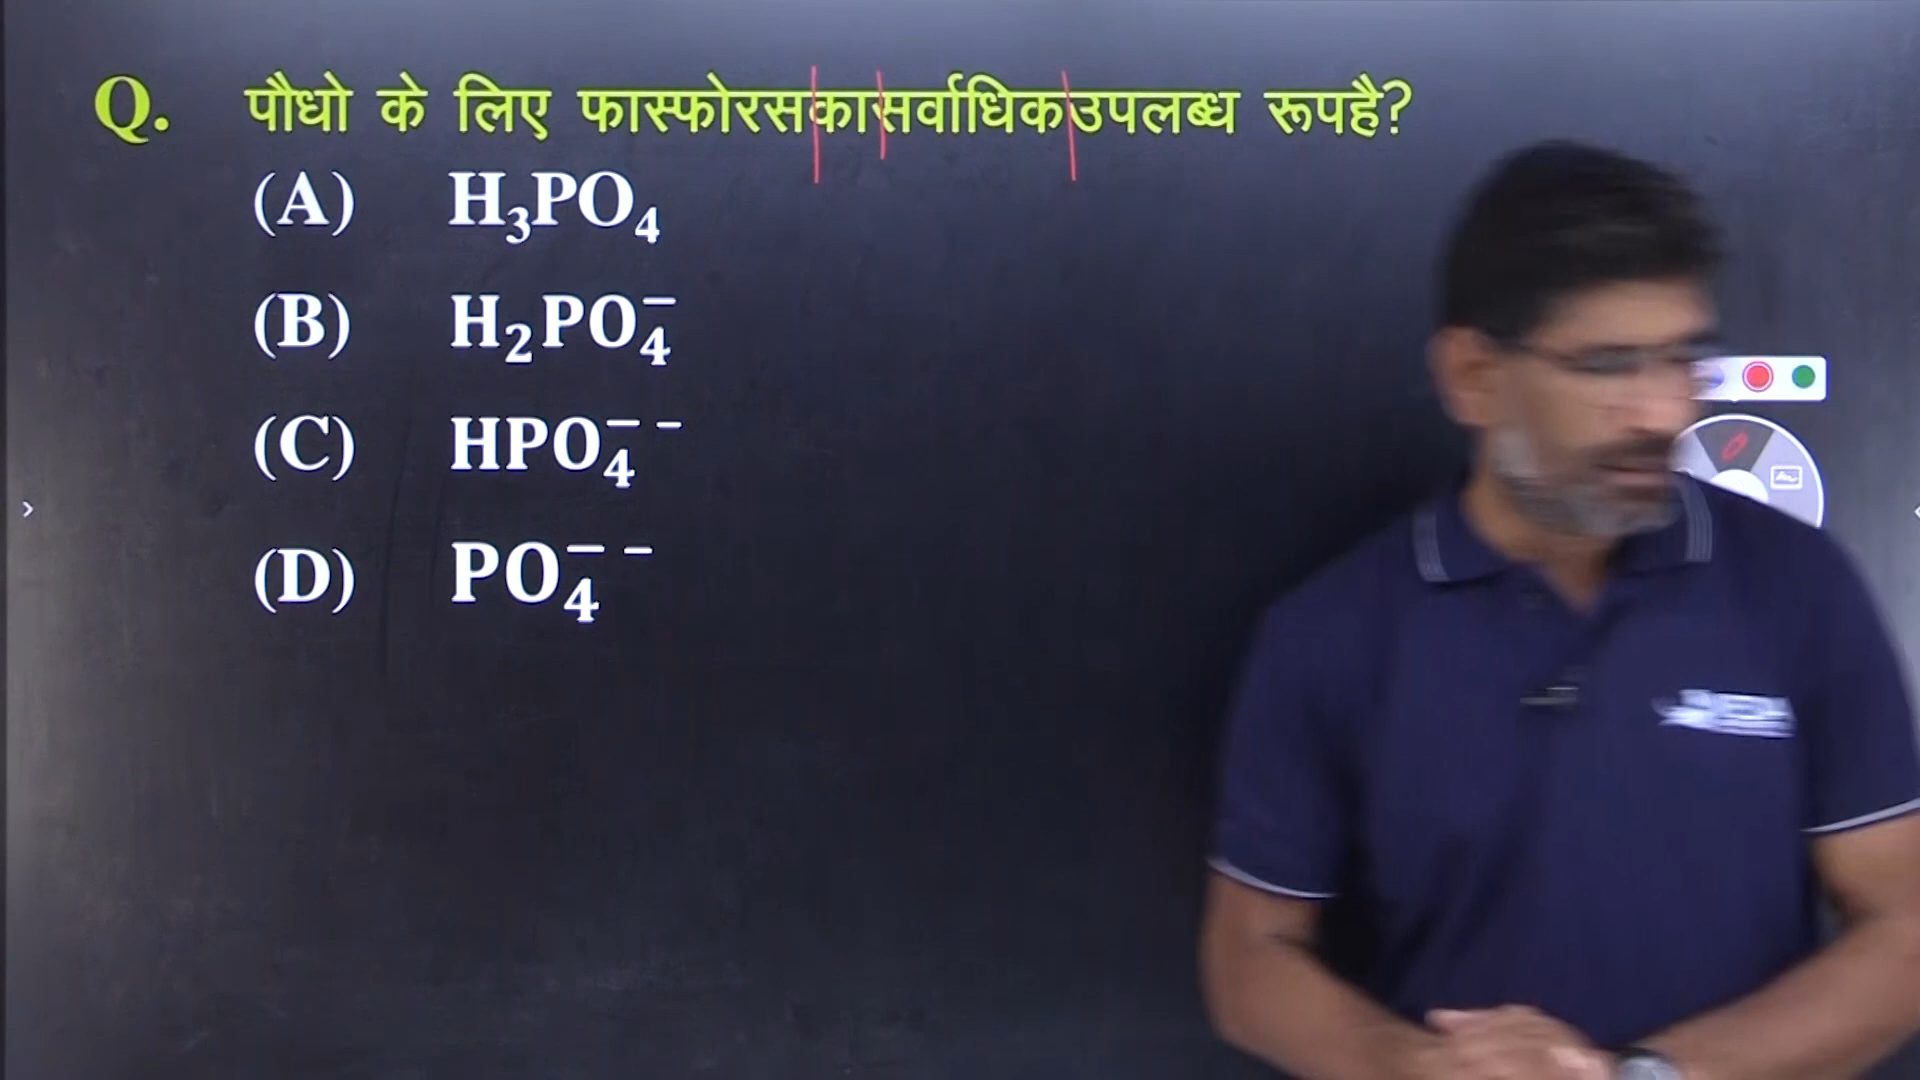 Q. पौधो के लिए फास्फोरसकासर्वाधिकउपलब्ध रूपहै?
(A) H₃PO₄
(B) H₂PO₄⁻
(C) HPO₄⁻ ⁻
(D) PO₄⁻ ⁻